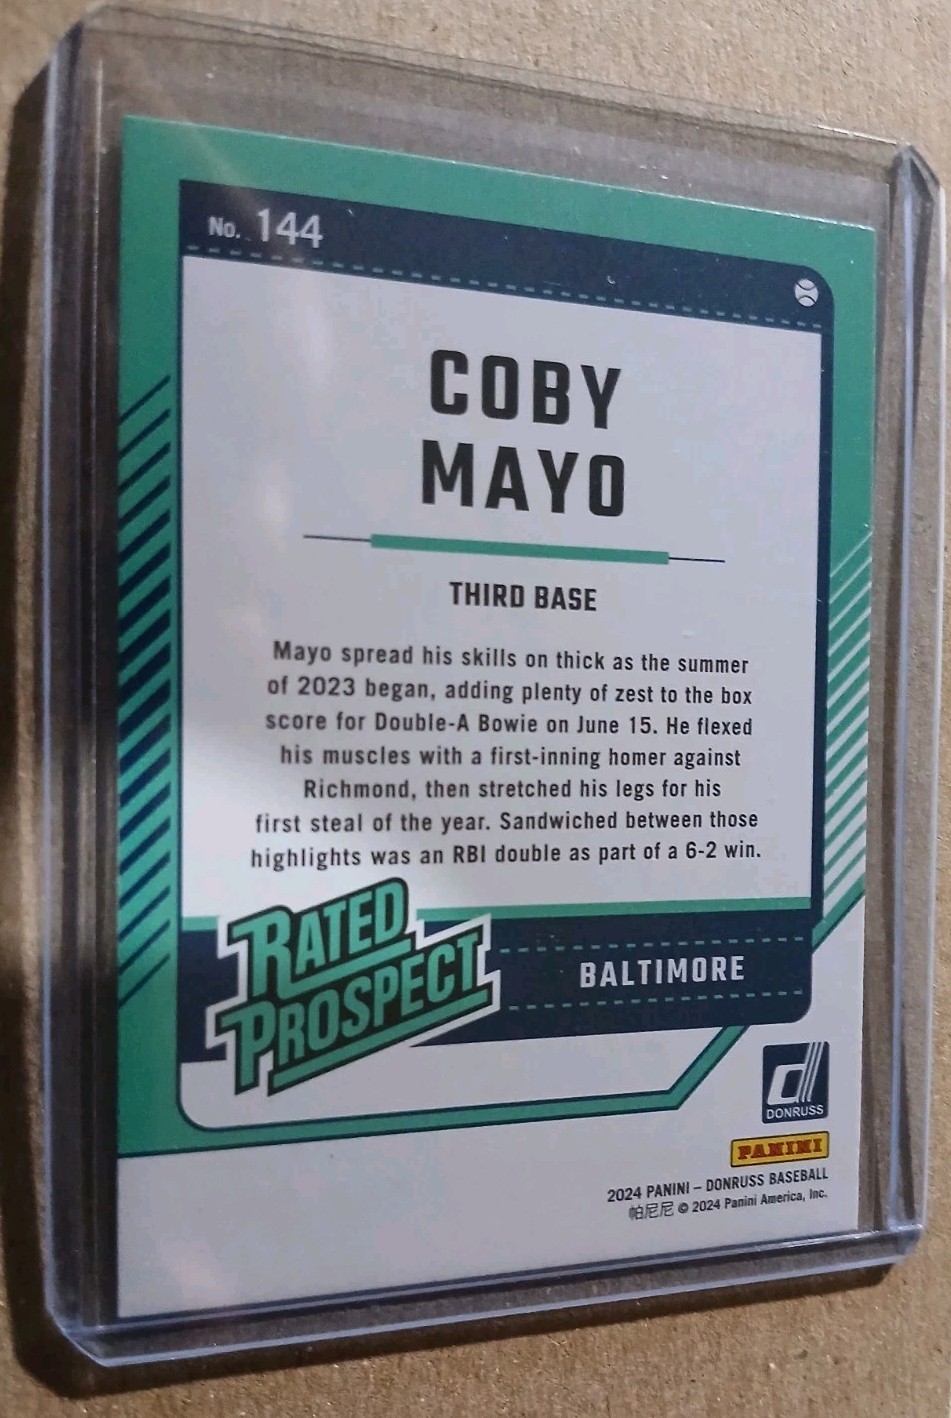 No. 144
COBY
MAYO
THIRD BASE
Mayo spread his skills on thick as the summer
of 2023 began, adding plenty of zest to the box
score for Double-A Bowie on June 15. He flexed
his muscles with a first-inning homer against
Richmond, then stretched his legs for his
first steal of the year. Sandwiched between those
highlights was an RBI double as part of a 6-2 win.
RATED
PROSPECT
BALTIMORE
d
DONRUSS
PANINI
2024 PANINI – DONRUSS BASEBALL
帕尼尼 © 2024 Panini America, Inc.